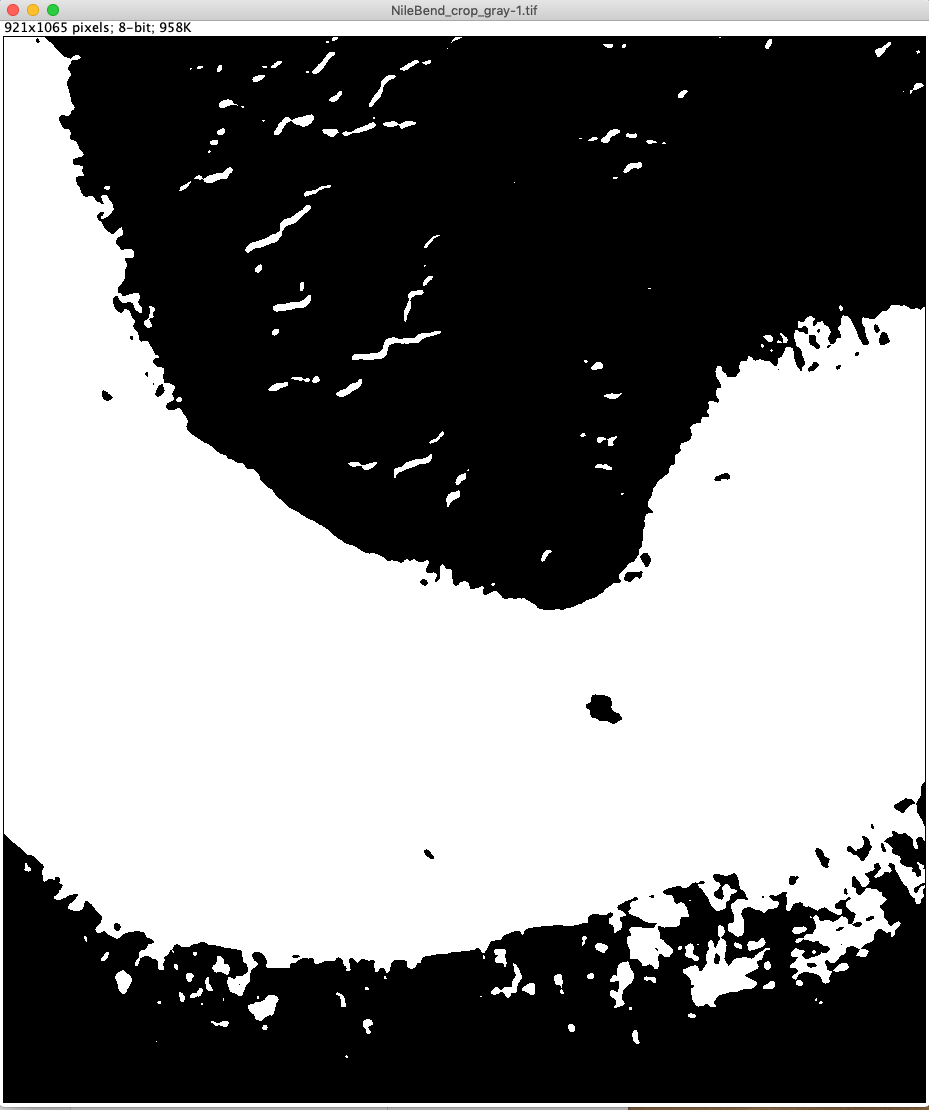 NileBend_crop_gray-1.tif
921x1065 pixels; 8-bit; 958K